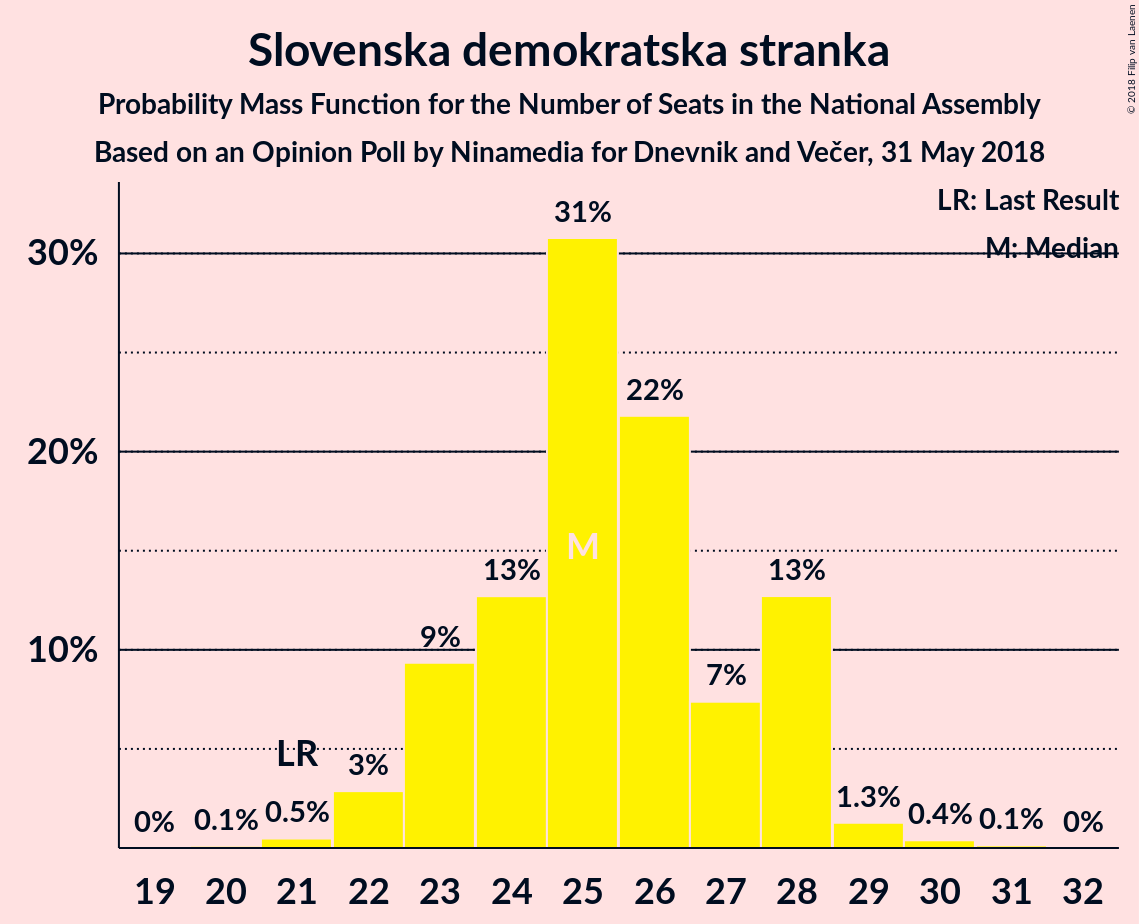 Slovenska demokratska stranka
Probability Mass Function for the Number of Seats in the National Assembly
Based on an Opinion Poll by Ninamedia for Dnevnik and Večer, 31 May 2018
© 2018 Filip van Laenen
LR: Last Result
M: Median
30%
20%
10%
0%
0.1%
0.5%
LR
3%
9%
13%
31%
M
22%
7%
13%
1.3%
0.4%
0.1%
0%
19 20 21 22 23 24 25 26 27 28 29 30 31 32